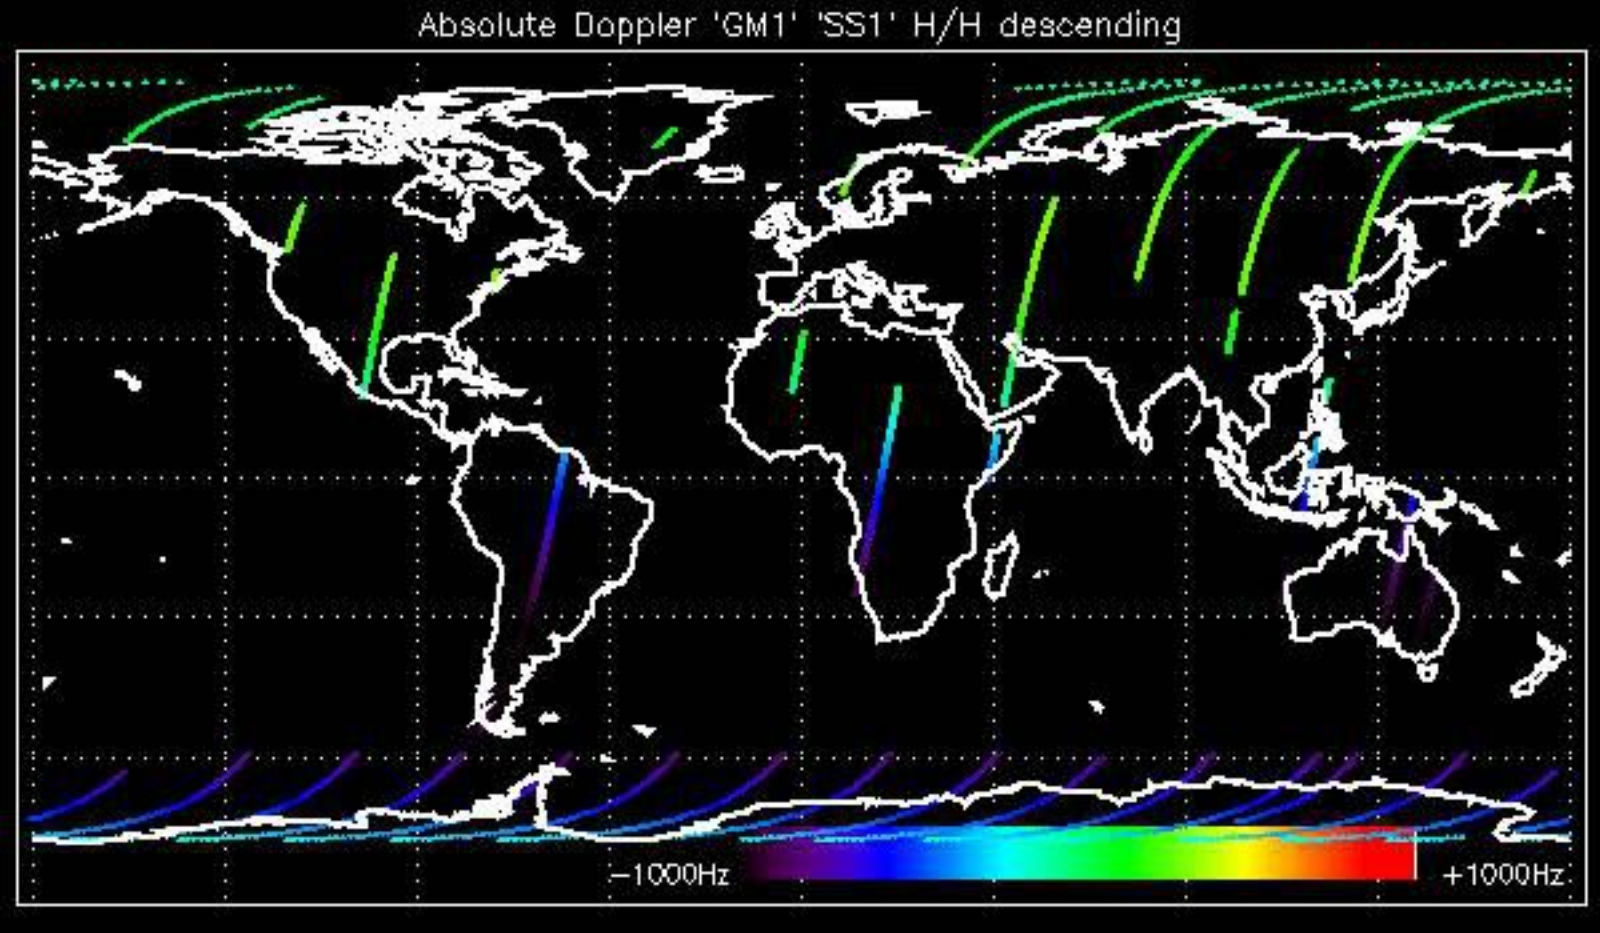 Absolute Doppler 'GM1' 'SS1' H/H descending
-1000Hz +1000Hz